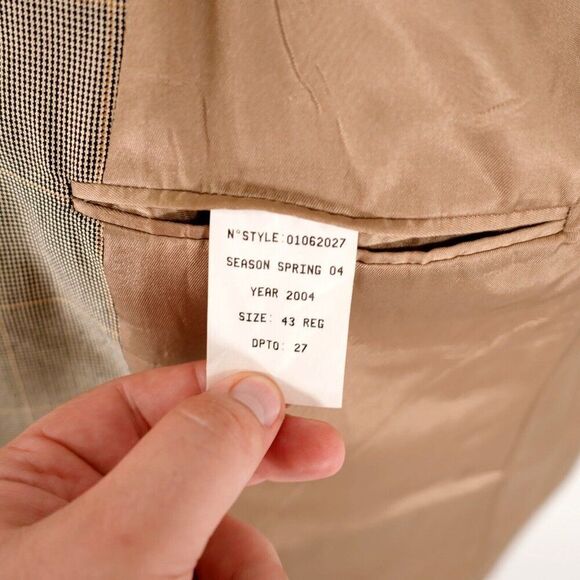 N°STYLE:01062027
SEASON SPRING 04
YEAR 2004
SIZE: 43 REG
DPTO: 27